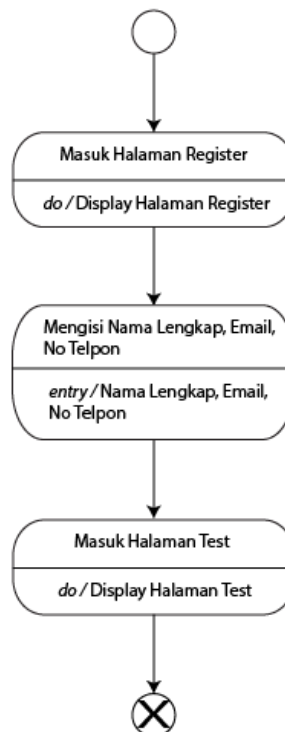 Masuk Halaman Register
do / Display Halaman Register
Mengisi Nama Lengkap, Email,
No Telpon
entry / Nama Lengkap, Email,
No Telpon
Masuk Halaman Test
do / Display Halaman Test